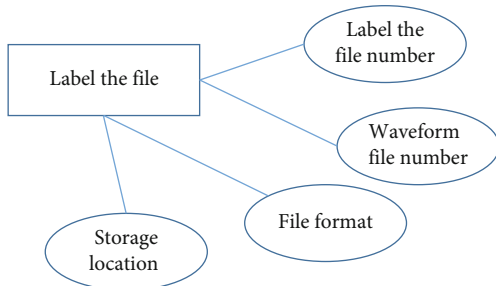 Label the file
Label the
file number
Waveform
file number
File format
Storage
location